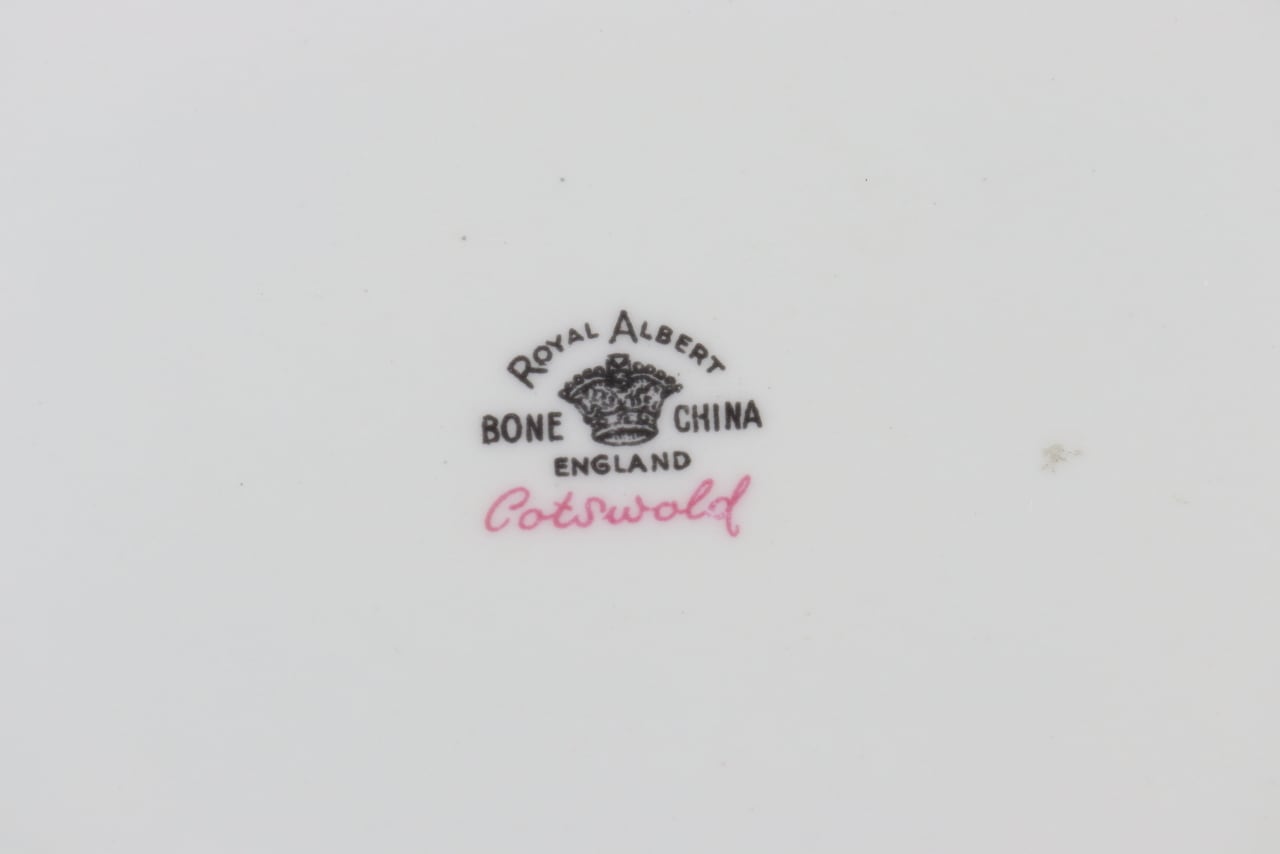 ROYAL ALBERT
BONE CHINA
ENGLAND
Cotswold